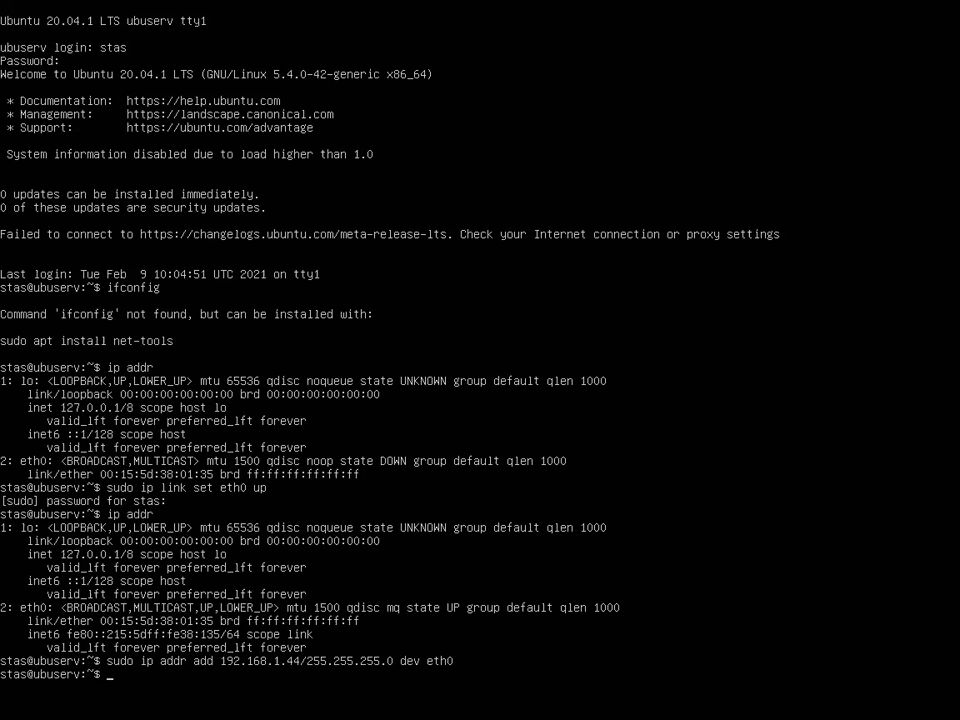 Ubuntu 20.04.1 LTS ubuserv tty1
ubuserv login: stas
Password:
Welcome to Ubuntu 20.04.1 LTS (GNU/Linux 5.4.0-42-generic x86_64)
* Documentation:  https://help.ubuntu.com
* Management:     https://landscape.canonical.com
* Support:        https://ubuntu.com/advantage
System information disabled due to load higher than 1.0
0 updates can be installed immediately.
0 of these updates are security updates.
Failed to connect to https://changelogs.ubuntu.com/meta-release-lts. Check your Internet connection or proxy settings
Last login: Tue Feb  9 10:04:51 UTC 2021 on tty1
stas@ubuserv:~$ ifconfig
Command 'ifconfig' not found, but can be installed with:
sudo apt install net-tools
stas@ubuserv:~$ ip addr
1: lo: <LOOPBACK,UP,LOWER_UP> mtu 65536 qdisc noqueue state UNKNOWN group default qlen 1000
link/loopback 00:00:00:00:00:00 brd 00:00:00:00:00:00
inet 127.0.0.1/8 scope host lo
valid_lft forever preferred_lft forever
inet6 ::1/128 scope host
valid_lft forever preferred_lft forever
2: eth0: <BROADCAST,MULTICAST> mtu 1500 qdisc noop state DOWN group default qlen 1000
link/ether 00:15:5d:38:01:35 brd ff:ff:ff:ff:ff:ff
stas@ubuserv:~$ sudo ip link set eth0 up
[sudo] password for stas:
stas@ubuserv:~$ ip addr
1: lo: <LOOPBACK,UP,LOWER_UP> mtu 65536 qdisc noqueue state UNKNOWN group default qlen 1000
link/loopback 00:00:00:00:00:00 brd 00:00:00:00:00:00
inet 127.0.0.1/8 scope host lo
valid_lft forever preferred_lft forever
inet6 ::1/128 scope host
valid_lft forever preferred_lft forever
2: eth0: <BROADCAST,MULTICAST,UP,LOWER_UP> mtu 1500 qdisc mq state UP group default qlen 1000
link/ether 00:15:5d:38:01:35 brd ff:ff:ff:ff:ff:ff
inet6 fe80::215:5dff:fe38:135/64 scope link
valid_lft forever preferred_lft forever
stas@ubuserv:~$ sudo ip addr add 192.168.1.44/255.255.255.0 dev eth0
stas@ubuserv:~$ _